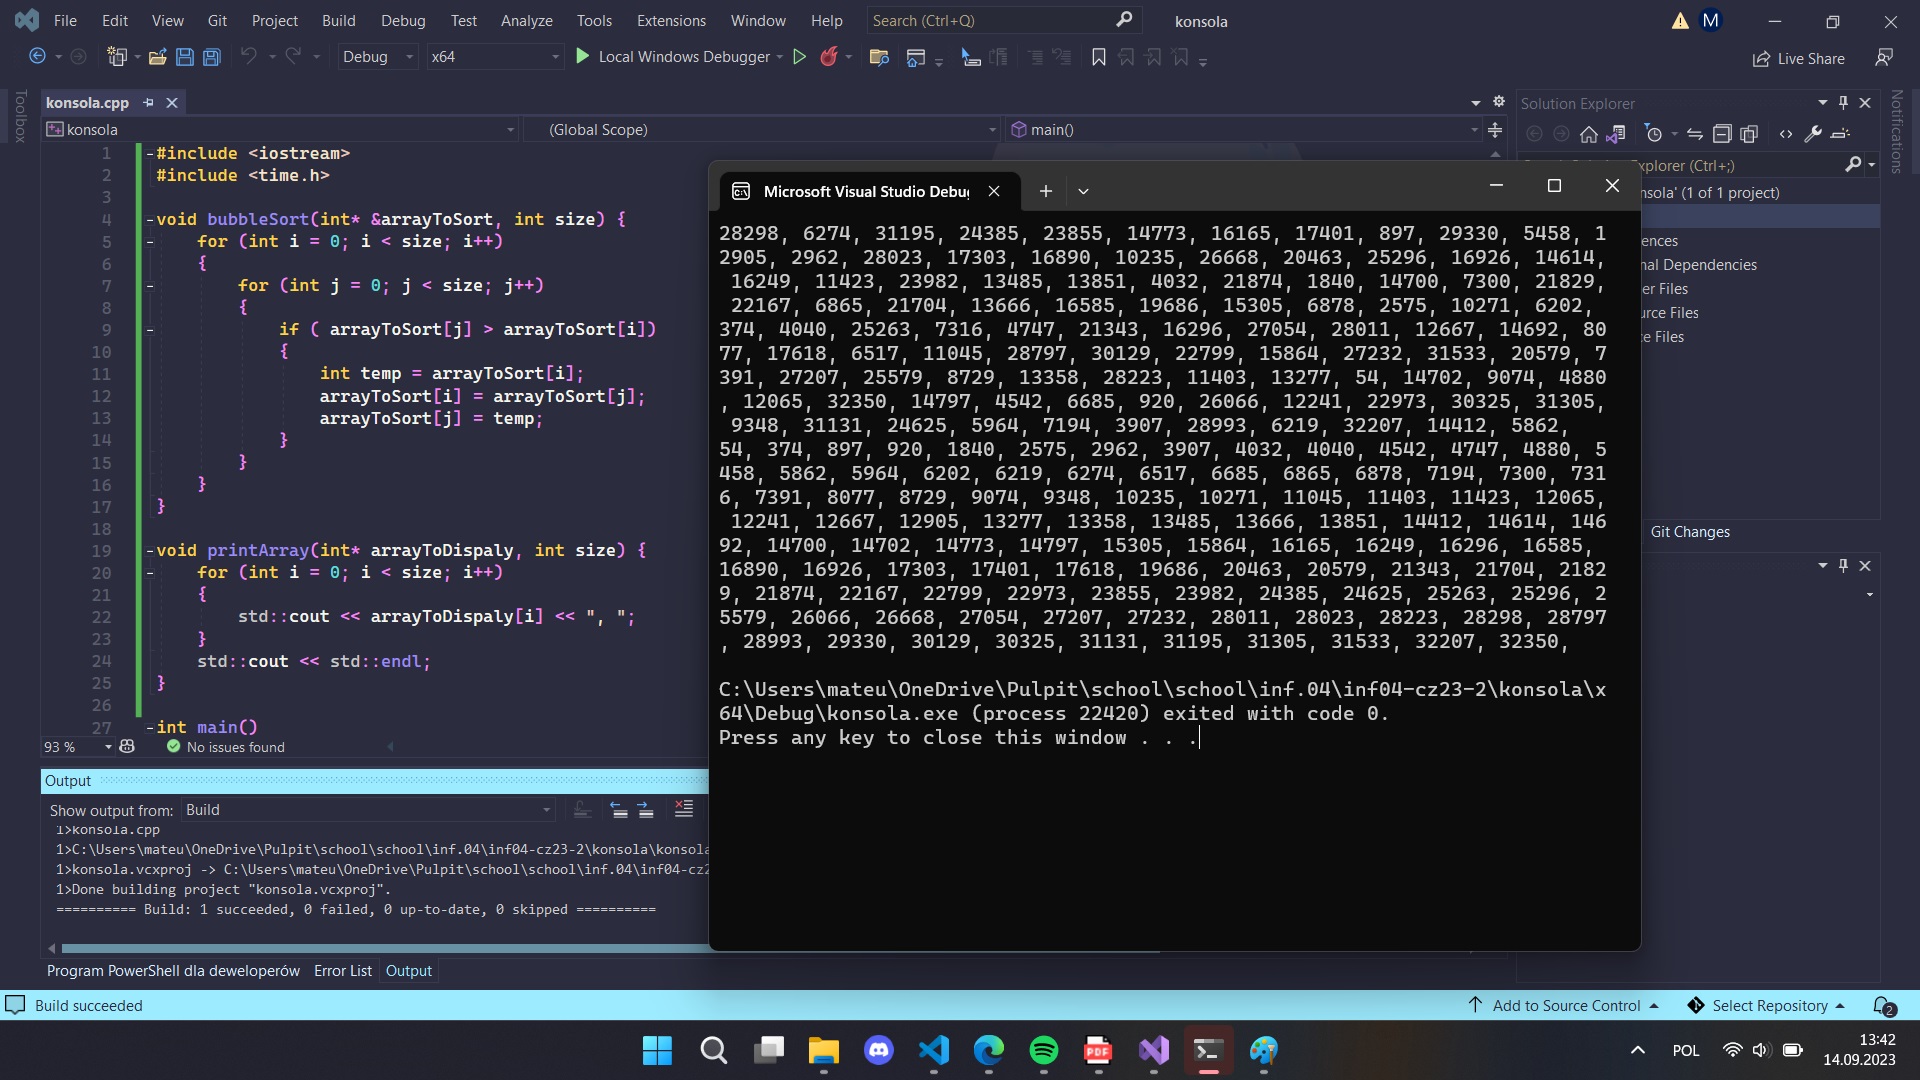 File Edit View Git Project Build Debug Test Analyze Tools Extensions Window Help Search (Ctrl+Q) konsola M
Debug x64 Local Windows Debugger Live Share
Toolbox
konsola.cpp
Solution Explorer
Notifications
konsola (Global Scope) main()
1 #include <iostream>
2 #include <time.h>
3
4 void bubbleSort(int* &arrayToSort, int size) {
5 for (int i = 0; i < size; i++)
6 {
7 for (int j = 0; j < size; j++)
8 {
9 if ( arrayToSort[j] > arrayToSort[i])
10 {
11 int temp = arrayToSort[i];
12 arrayToSort[i] = arrayToSort[j];
13 arrayToSort[j] = temp;
14 }
15 }
16 }
17 }
18
19 void printArray(int* arrayToDispaly, int size) {
20 for (int i = 0; i < size; i++)
21 {
22 std::cout << arrayToDispaly[i] << ", ";
23 }
24 std::cout << std::endl;
25 }
26
27 int main()
93 % No issues found
Microsoft Visual Studio Debu
28298, 6274, 31195, 24385, 23855, 14773, 16165, 17401, 897, 29330, 5458, 1
2905, 2962, 28023, 17303, 16890, 10235, 26668, 20463, 25296, 16926, 14614,
16249, 11423, 23982, 13485, 13851, 4032, 21874, 1840, 14700, 7300, 21829,
22167, 6865, 21704, 13666, 16585, 19686, 15305, 6878, 2575, 10271, 6202,
374, 4040, 25263, 7316, 4747, 21343, 16296, 27054, 28011, 12667, 14692, 80
77, 17618, 6517, 11045, 28797, 30129, 22799, 15864, 27232, 31533, 20579, 7
391, 27207, 25579, 8729, 13358, 28223, 11403, 13277, 54, 14702, 9074, 4880
, 12065, 32350, 14797, 4542, 6685, 920, 26066, 12241, 22973, 30325, 31305,
9348, 31131, 24625, 5964, 7194, 3907, 28993, 6219, 32207, 14412, 5862,
54, 374, 897, 920, 1840, 2575, 2962, 3907, 4032, 4040, 4542, 4747, 4880, 5
458, 5862, 5964, 6202, 6219, 6274, 6517, 6685, 6865, 6878, 7194, 7300, 731
6, 7391, 8077, 8729, 9074, 9348, 10235, 10271, 11045, 11403, 11423, 12065,
12241, 12667, 12905, 13277, 13358, 13485, 13666, 13851, 14412, 14614, 146
92, 14700, 14702, 14773, 14797, 15305, 15864, 16165, 16249, 16296, 16585,
16890, 16926, 17303, 17401, 17618, 19686, 20463, 20579, 21343, 21704, 2182
9, 21874, 22167, 22799, 22973, 23855, 23982, 24385, 24625, 25263, 25296, 2
5579, 26066, 26668, 27054, 27207, 27232, 28011, 28023, 28223, 28298, 28797
, 28993, 29330, 30129, 30325, 31131, 31195, 31305, 31533, 32207, 32350,
C:\Users\mateu\OneDrive\Pulpit\school\school\inf.04\inf04-cz23-2\konsola\x
64\Debug\konsola.exe (process 22420) exited with code 0.
Press any key to close this window . . .
xplorer (Ctrl+;)
nsola' (1 of 1 project)
ences
nal Dependencies
er Files
urce Files
e Files
Git Changes
Output
Show output from: Build
1>konsola.cpp
1>C:\Users\mateu\OneDrive\Pulpit\school\school\inf.04\inf04-cz23-2\konsola\konsola
1>konsola.vcxproj -> C:\Users\mateu\OneDrive\Pulpit\school\school\inf.04\inf04-cz2
1>Done building project "konsola.vcxproj".
========== Build: 1 succeeded, 0 failed, 0 up-to-date, 0 skipped ==========
Program PowerShell dla deweloperów Error List Output
Build succeeded Add to Source Control Select Repository 2
PDF
POL 13:42
14.09.2023